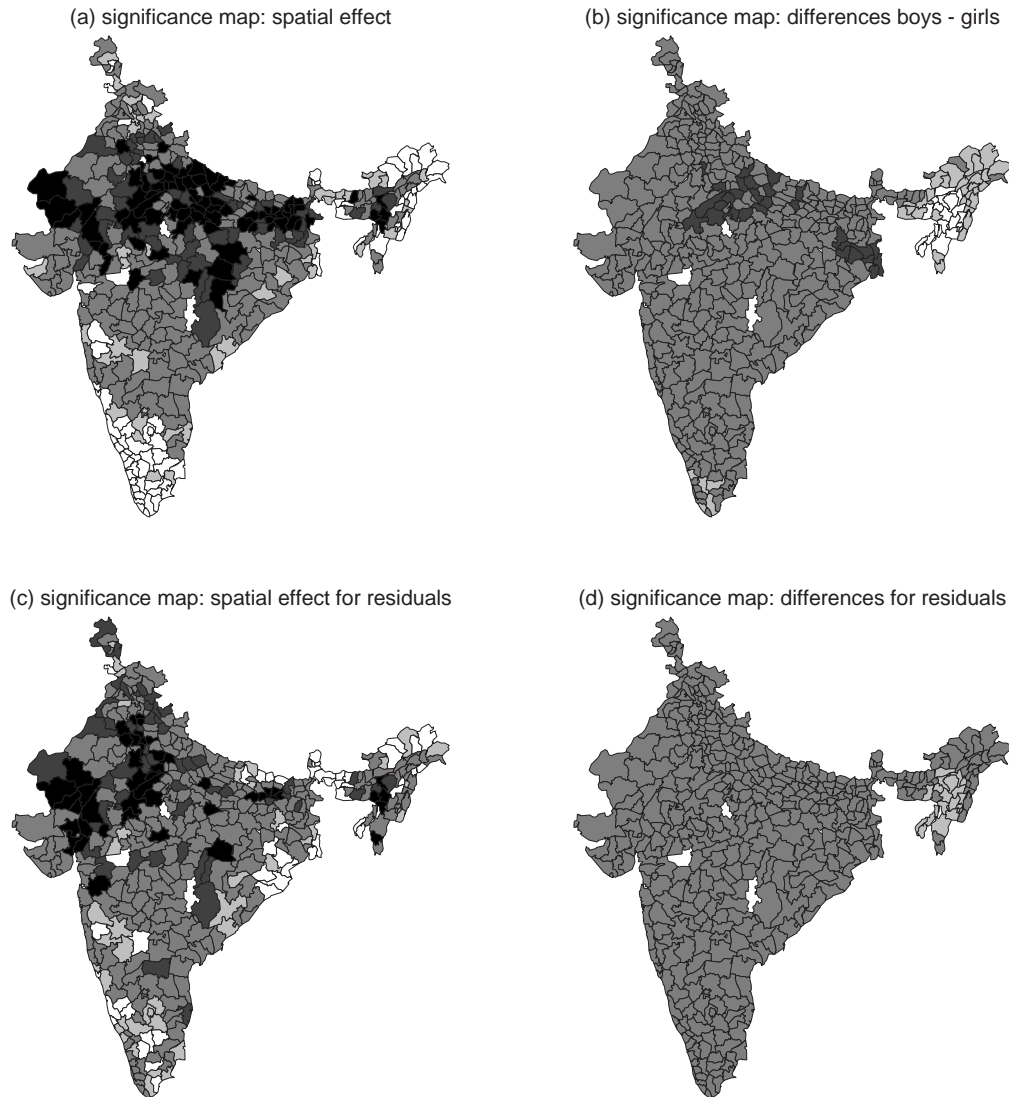 (a) significance map: spatial effect
(b) significance map: differences boys - girls
(c) significance map: spatial effect for residuals
(d) significance map: differences for residuals